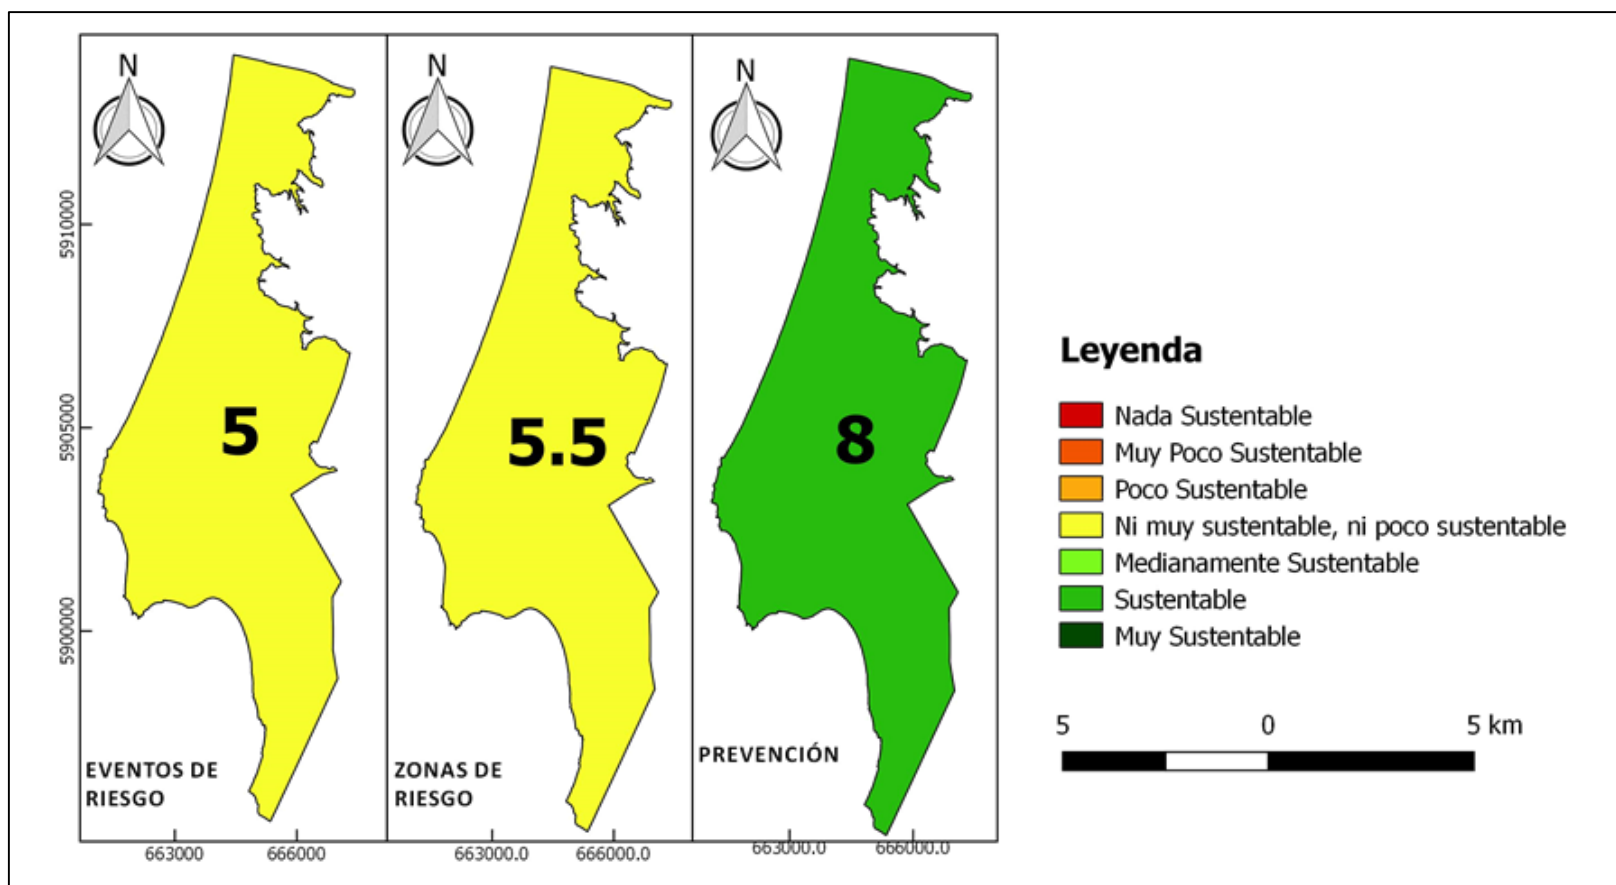 N
N
N
5910000
5905000
5900000
5
5.5
8
EVENTOS DE
RIESGO
ZONAS DE
RIESGO
PREVENCIÓN
663000
666000
663000.0
666000.0
663000.0
666000.0
Leyenda
Nada Sustentable
Muy Poco Sustentable
Poco Sustentable
Ni muy sustentable, ni poco sustentable
Medianamente Sustentable
Sustentable
Muy Sustentable
5 0 5 km